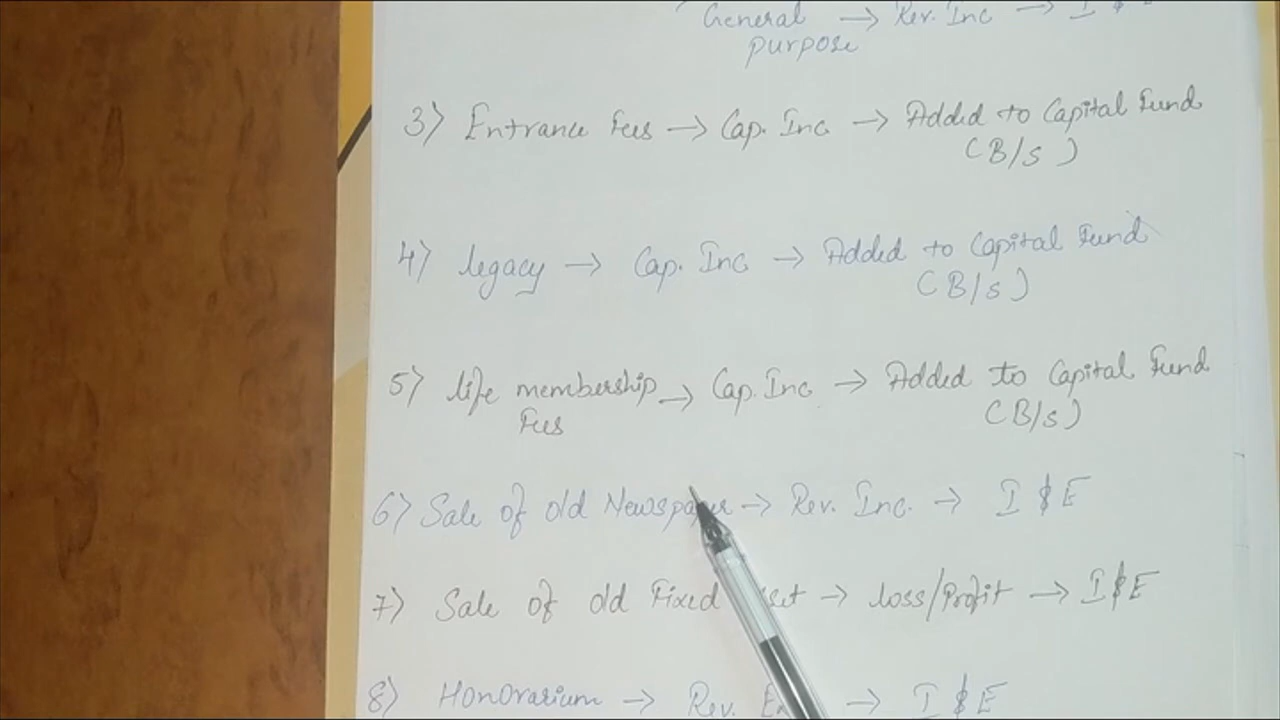 General → Rev. Inc → I & E
purpose
3) Entrance Fees → Cap. Inc → Added to Capital Fund
(B/s)
4) legacy → Cap. Inc → Added to Capital Fund
(B/s)
5) life membership → Cap. Inc → Added to Capital Fund
Fees (B/s)
6) Sale of old Newspaper → Rev. Inc. → I & E
7) Sale of old Fixed Asset → loss/Profit → I & E
8) Honorarium → Rev. → I & E